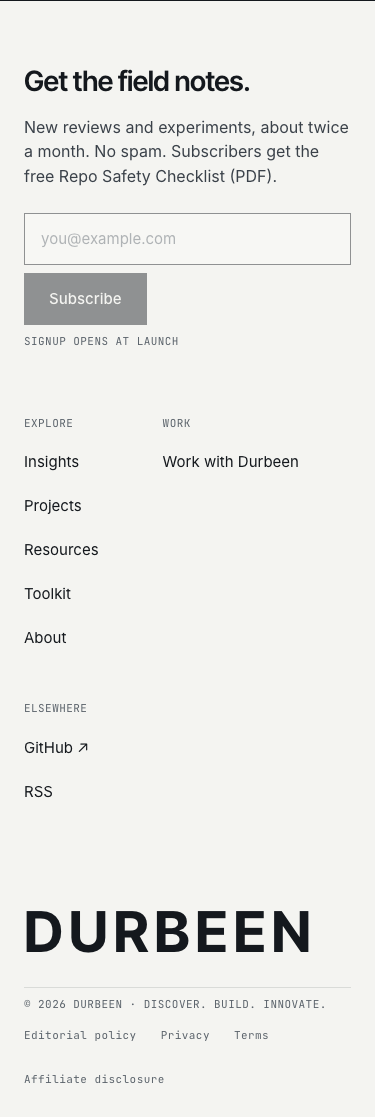 Get the field notes.
New reviews and experiments, about twice
a month. No spam. Subscribers get the
free Repo Safety Checklist (PDF).
you@example.com
Subscribe
SIGNUP OPENS AT LAUNCH
EXPLORE
Insights
Projects
Resources
Toolkit
About
WORK
Work with Durbeen
ELSEWHERE
GitHub ↗
RSS
DURBEEN
© 2026 DURBEEN · DISCOVER. BUILD. INNOVATE.
Editorial policy Privacy Terms
Affiliate disclosure